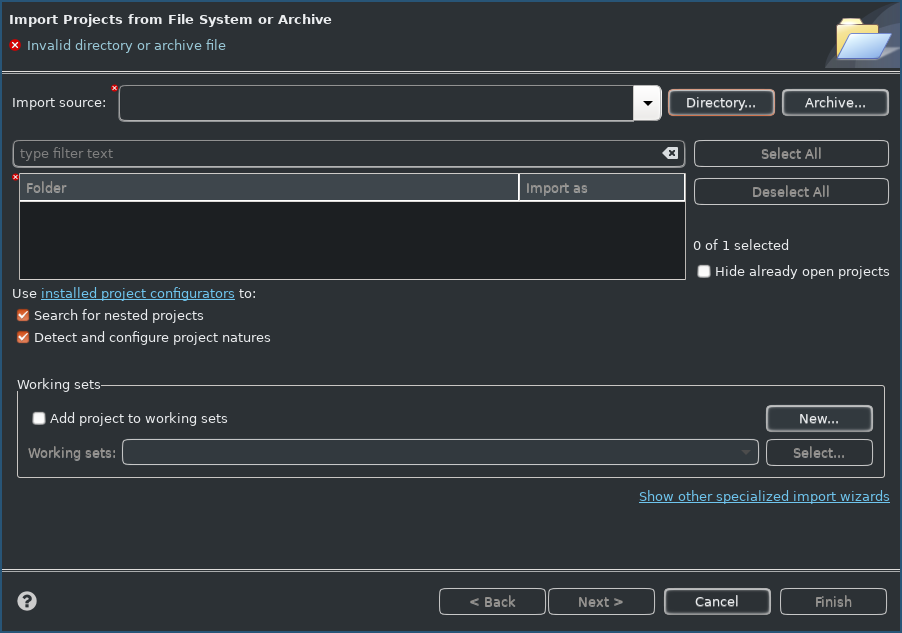 Import Projects from File System or Archive
Invalid directory or archive file
Import source:
Directory...
Archive...
type filter text
Select All
Folder
Import as
Deselect All
0 of 1 selected
Hide already open projects
Use installed project configurators to:
Search for nested projects
Detect and configure project natures
Working sets
Add project to working sets
New...
Working sets:
Select...
Show other specialized import wizards
?
< Back
Next >
Cancel
Finish